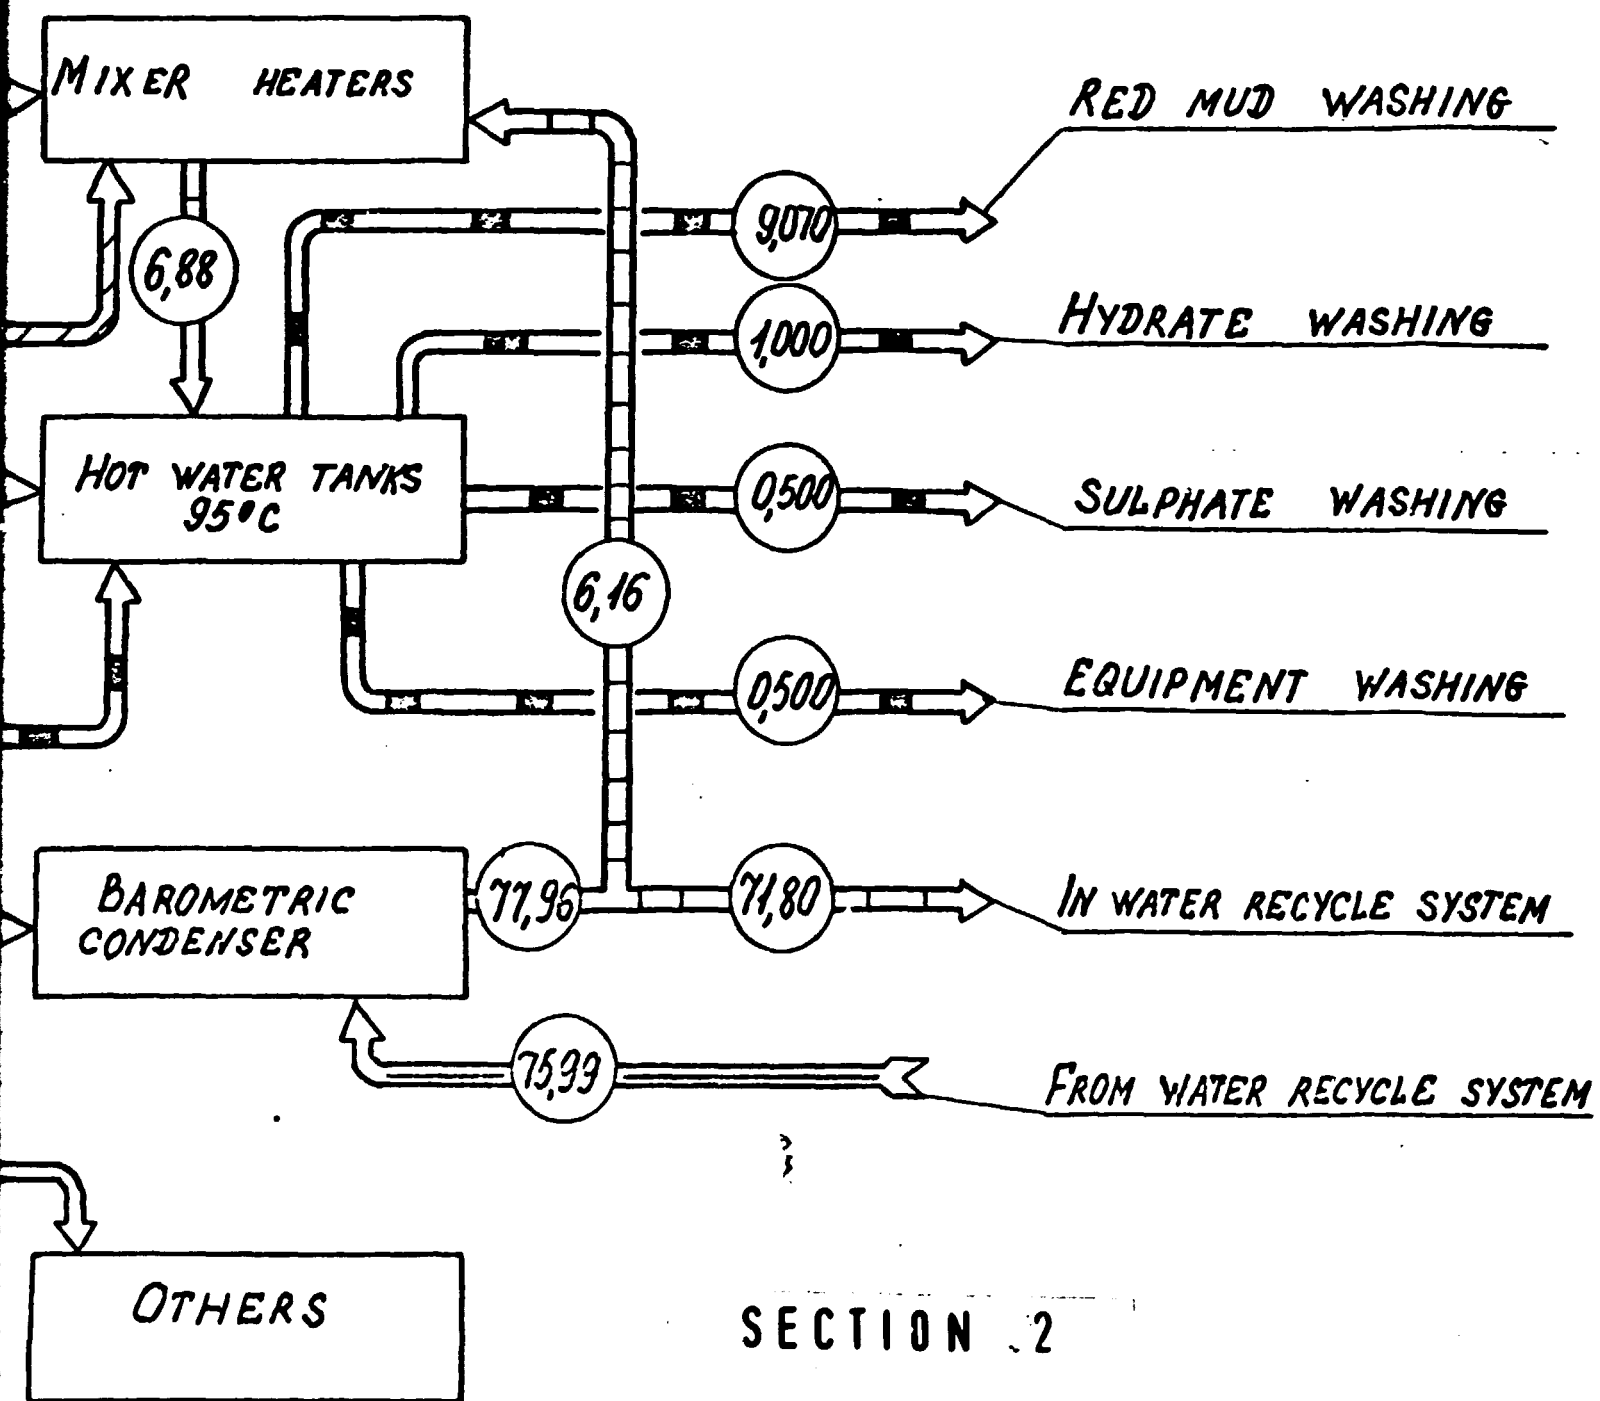 MIXER HEATERS
RED MUD WASHING
9,070
6,88
HYDRATE WASHING
1,000
HOT WATER TANKS
95°C
0,500
SULPHATE WASHING
6,16
EQUIPMENT WASHING
0,500
BAROMETRIC
CONDENSER
77,96
71,80
IN WATER RECYCLE SYSTEM
75,99
FROM WATER RECYCLE SYSTEM
OTHERS
SECTION 2